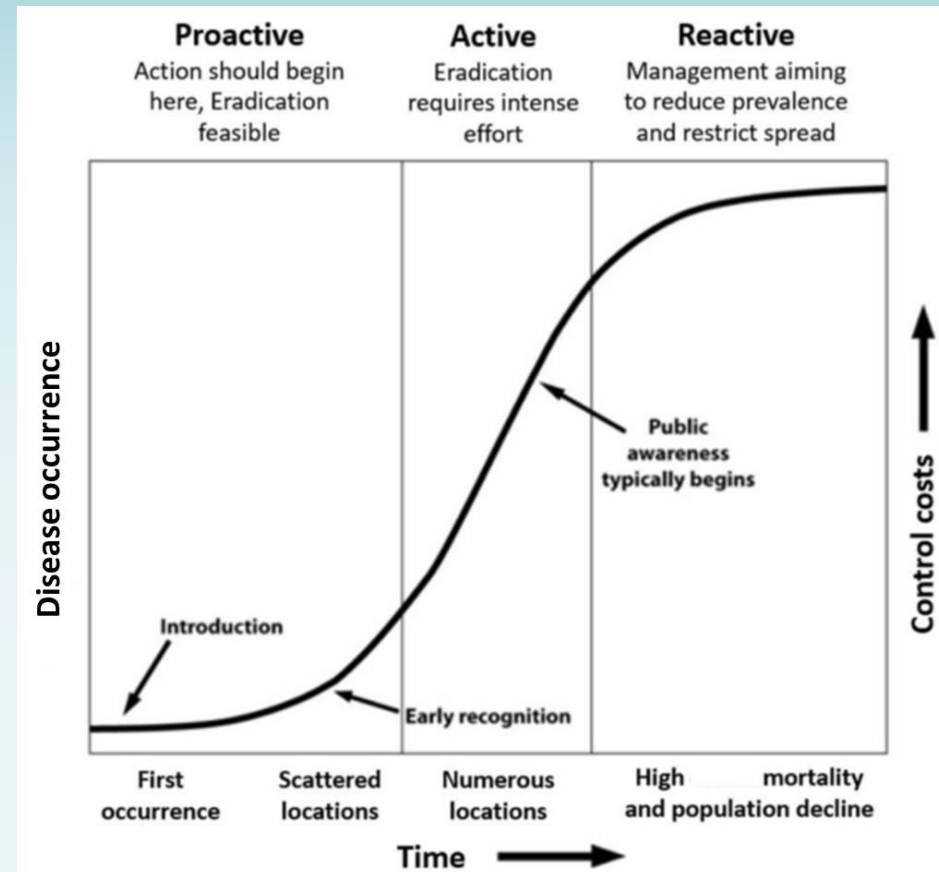 Proactive
Action should begin
here, Eradication
feasible
Active
Eradication
requires intense
effort
Reactive
Management aiming
to reduce prevalence
and restrict spread
Disease occurrence
Control costs
Public
awareness
typically begins
Introduction
Early recognition
First
occurrence
Scattered
locations
Numerous
locations
High mortality
and population decline
Time